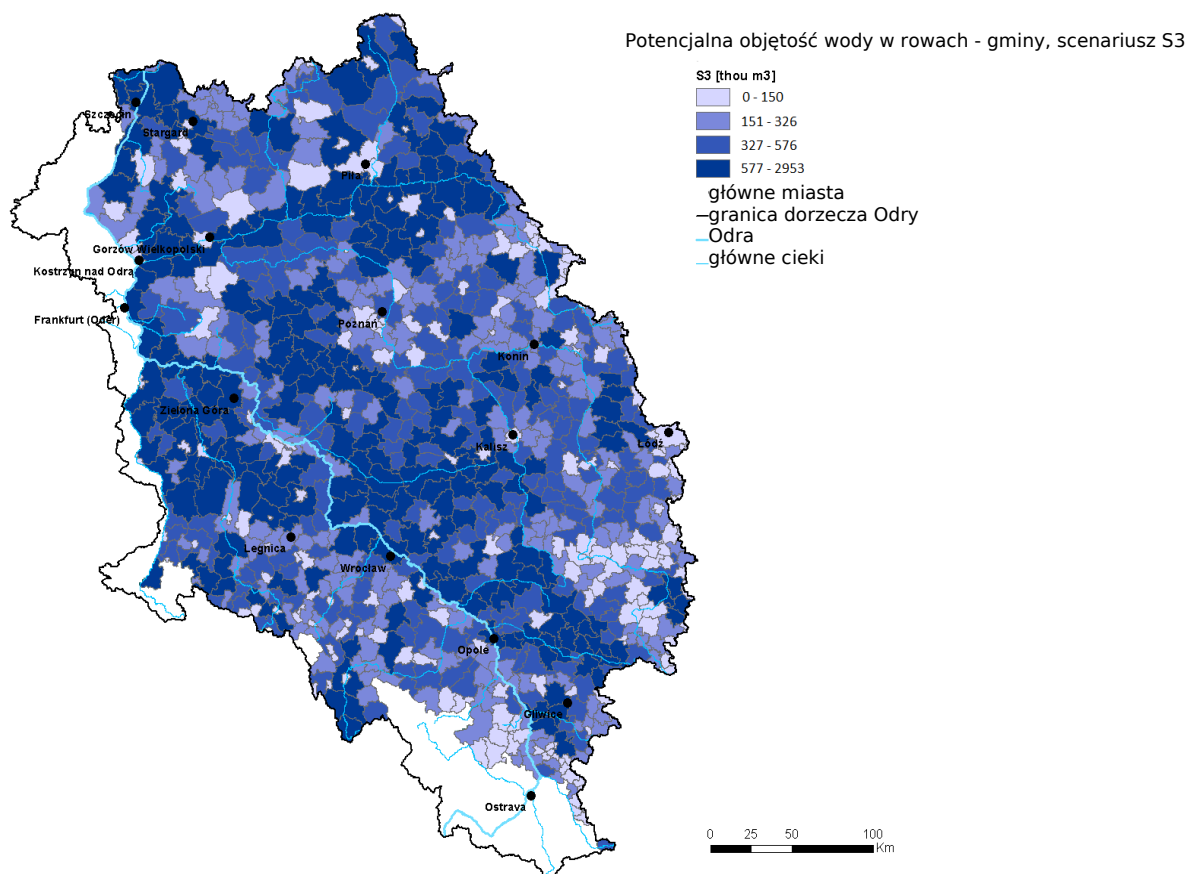 Potencjalna objętość wody w rowach - gminy, scenariusz S3
S3 [thou m3]
0 - 150
151 - 326
327 - 576
577 - 2953
główne miasta
granica dorzecza Odry
Odra
główne cieki
Szczecin
Stargard
Piła
Gorzów Wielkopolski
Kostrzyn nad Odrą
Frankfurt (Oder)
Poznań
Konin
Zielona Góra
Kalisz
Łódź
Legnica
Wrocław
Opole
Gliwice
Ostrava
0 25 50 100
Km